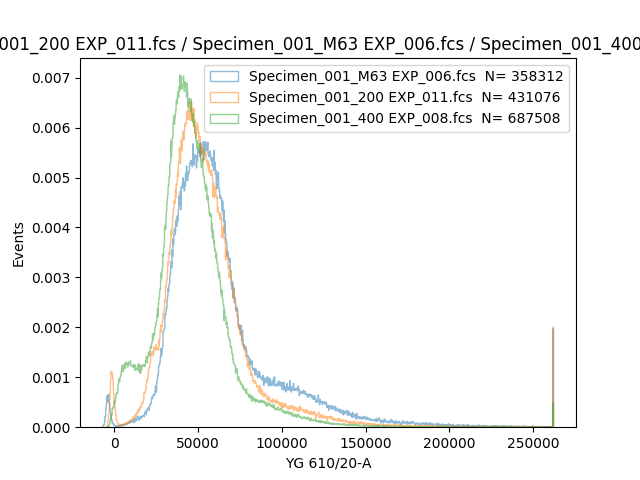 001_200 EXP_011.fcs / Specimen_001_M63 EXP_006.fcs / Specimen_001_400
Specimen_001_M63 EXP_006.fcs N= 358312
Specimen_001_200 EXP_011.fcs N= 431076
Specimen_001_400 EXP_008.fcs N= 687508
0.007
0.006
0.005
0.004
0.003
0.002
0.001
0.000
Events
0
50000
100000
150000
200000
250000
YG 610/20-A